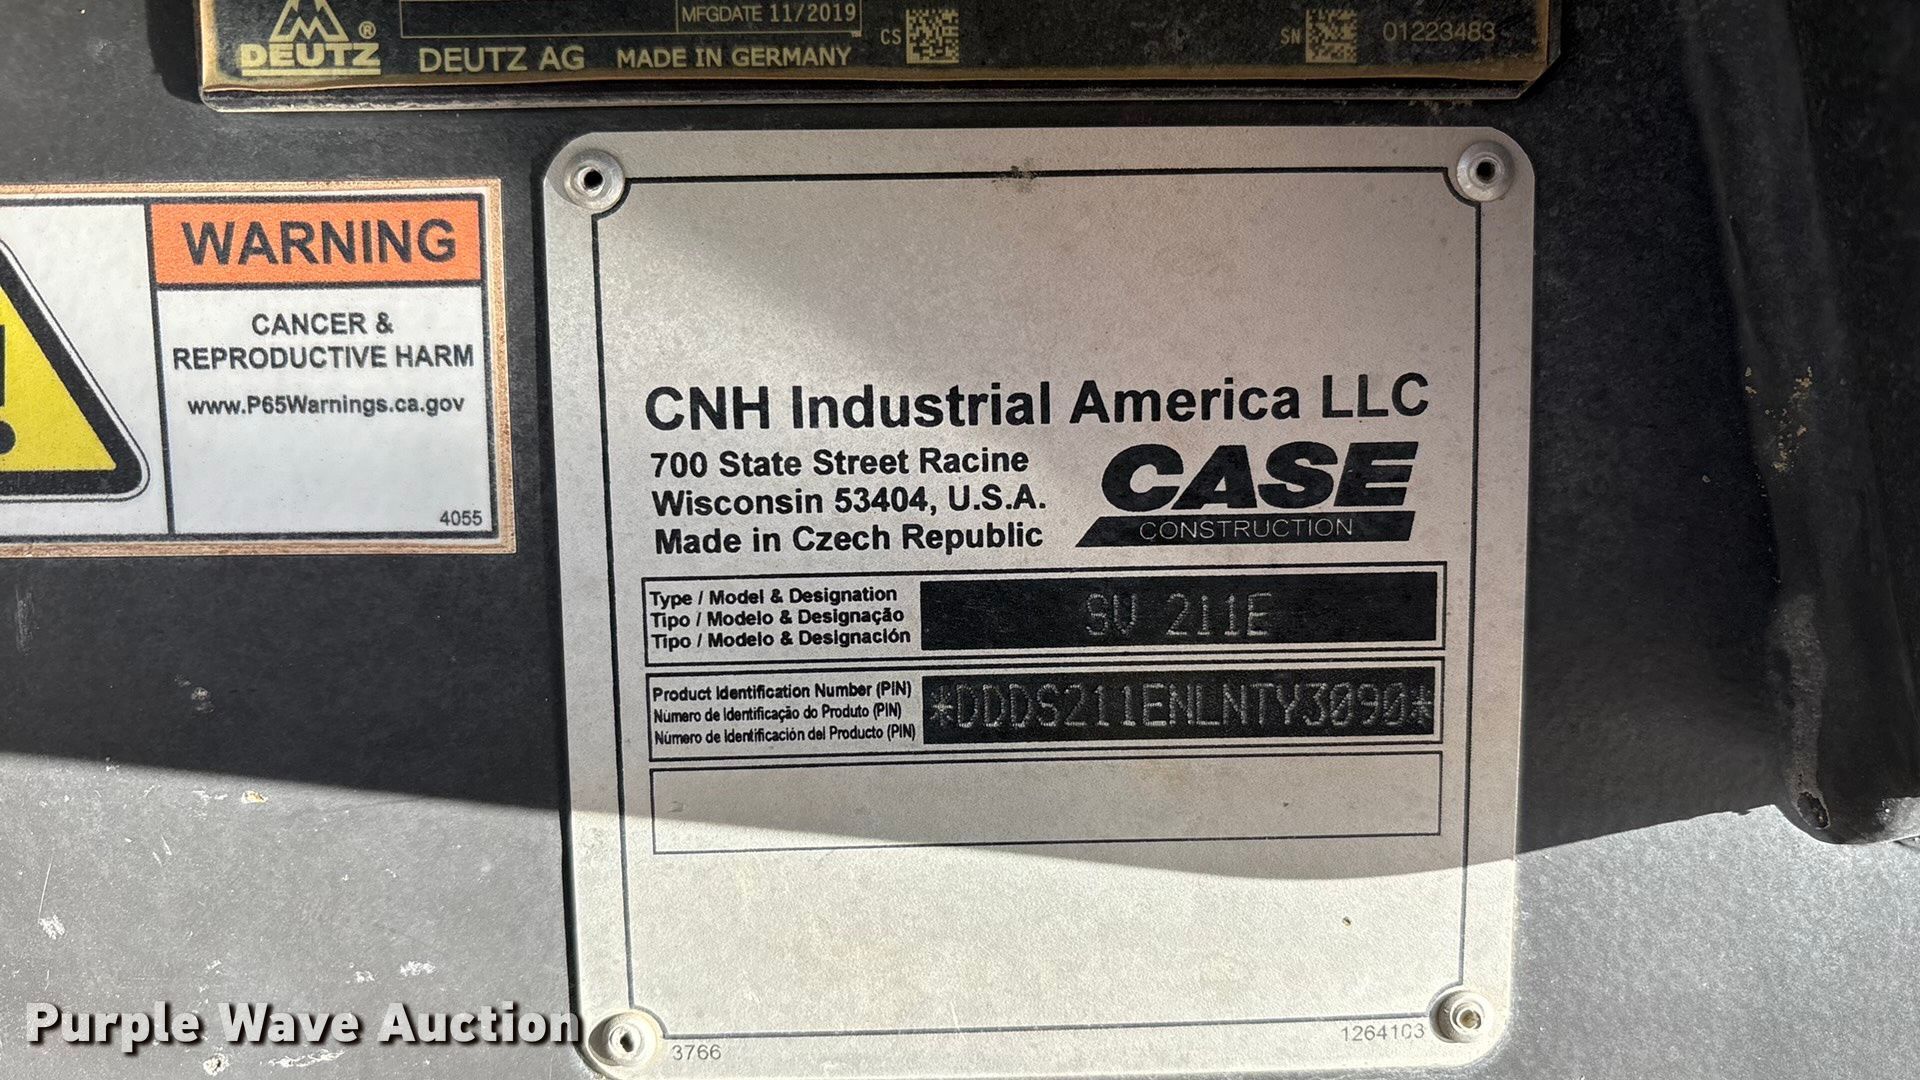 MFGDATE 11/2019
DEUTZ ®
DEUTZ AG MADE IN GERMANY
CS
SN 01223483
WARNING
CANCER &
REPRODUCTIVE HARM
www.P65Warnings.ca.gov
4055
CNH Industrial America LLC
700 State Street Racine
Wisconsin 53404, U.S.A.
Made in Czech Republic
CASE
CONSTRUCTION
Type / Model & Designation
Tipo / Modelo & Designação
Tipo / Modelo & Designación
SV 211E
Product Identification Number (PIN)
Número de Identificação do Produto (PIN)
Número de Identificación del Producto (PIN)
*DDDS211ENLNTY3090*
3766
1264103
Purple Wave Auction